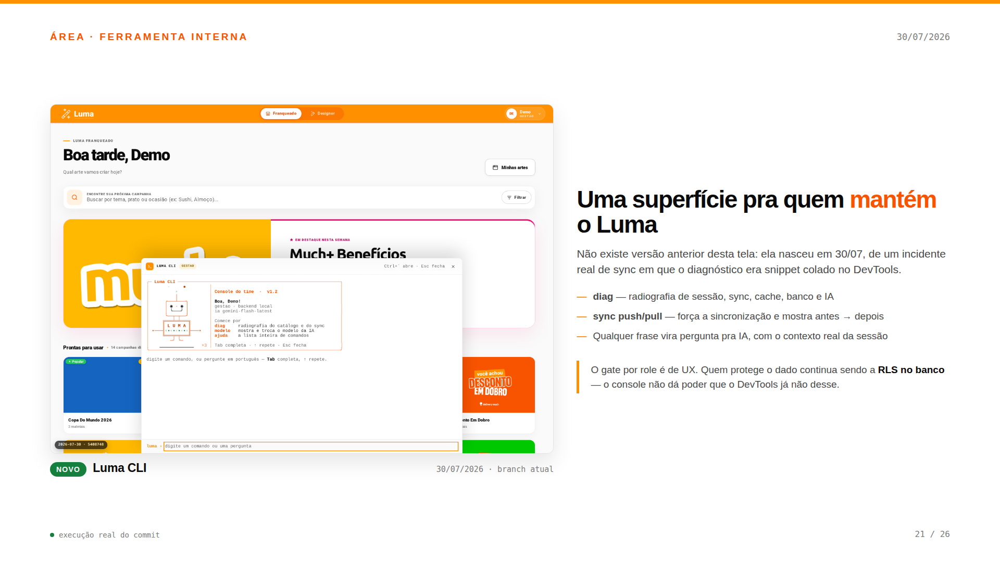 ÁREA · FERRAMENTA INTERNA
30/07/2026
Luma
Franqueado
Designer
DE
Demo
GESTAO
LUMA FRANQUEADO
Boa tarde, Demo
Qual arte vamos criar hoje?
Minhas artes
ENCONTRE SUA PRÓXIMA CAMPANHA
Buscar por tema, prato ou ocasião (ex: Sushi, Almoço)...
Filtrar
★ EM DESTAQUE NESTA SEMANA
Much+ Benefícios
LUMA CLI
GESTAO
Ctrl+` abre · Esc fecha
×
Luma CLI
Console do time · v1.2
Boa, Demo!
gestao · backend local
ia gemini-flash-latest
Comece por
diag radiografia do catálogo e do sync
modelo mostra e troca o modelo da IA
ajuda a lista inteira de comandos
LUMA
×3
Tab completa · ↑ repete · Esc fecha
digite um comando, ou pergunte em português — Tab completa, ↑ repete.
Prontas para usar
14 campanhas di
Popular
você achou
DESCONTO
EM DOBRO
delivery much
Copa Do Mundo 2026
2 materiais
nto Em Dobro
ais
2026-07-30 · 5408748
luma ›
digite um comando ou uma pergunta
NOVO
Luma CLI
30/07/2026 · branch atual
Uma superfície pra quem mantém
o Luma
Não existe versão anterior desta tela: ela nasceu em 30/07, de um incidente
real de sync em que o diagnóstico era snippet colado no DevTools.
— diag — radiografia de sessão, sync, cache, banco e IA
— sync push/pull — força a sincronização e mostra antes → depois
— Qualquer frase vira pergunta pra IA, com o contexto real da sessão
O gate por role é de UX. Quem protege o dado continua sendo a RLS no banco
— o console não dá poder que o DevTools já não desse.
execução real do commit
21 / 26